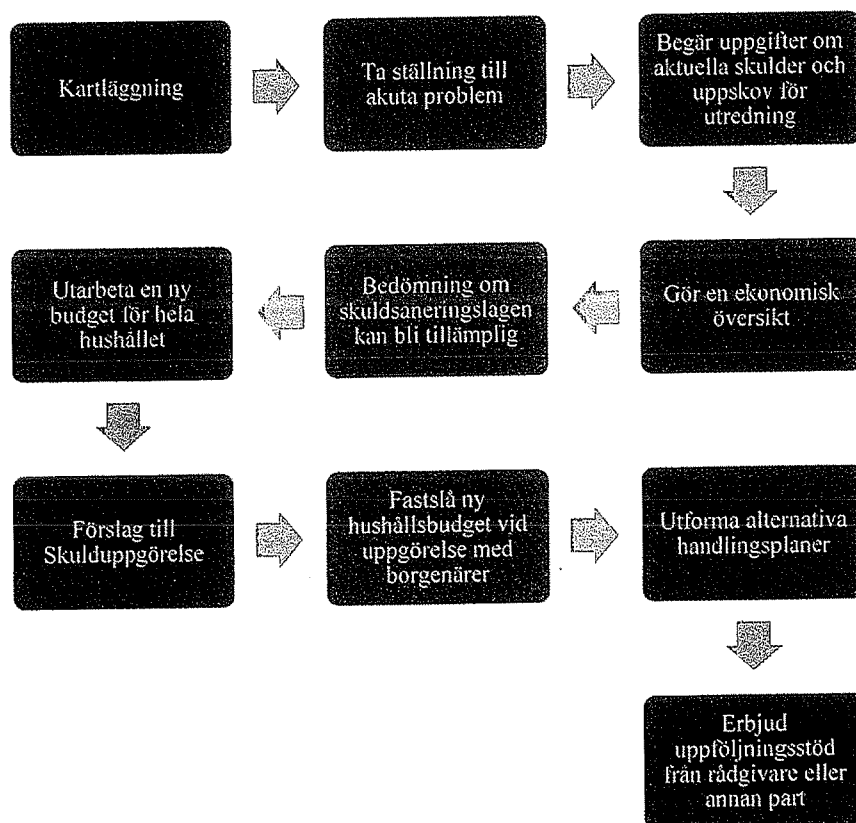 Kartläggning
Ta ställning till
akuta problem
Begär uppgifter om
aktuella skulder och
uppskov för
utredning
Gör en ekonomisk
översikt
Bedömning om
skuldsaneringslagen
kan bli tillämplig
Utarbeta en ny
budget för hela
hushållet
Förslag till
Skulduppgörelse
Fastslå ny
hushållsbudget vid
uppgörelse med
borgenärer
Utforma alternativa
handlingsplaner
Erbjud
uppföljningsstöd
från rådgivare eller
annan part